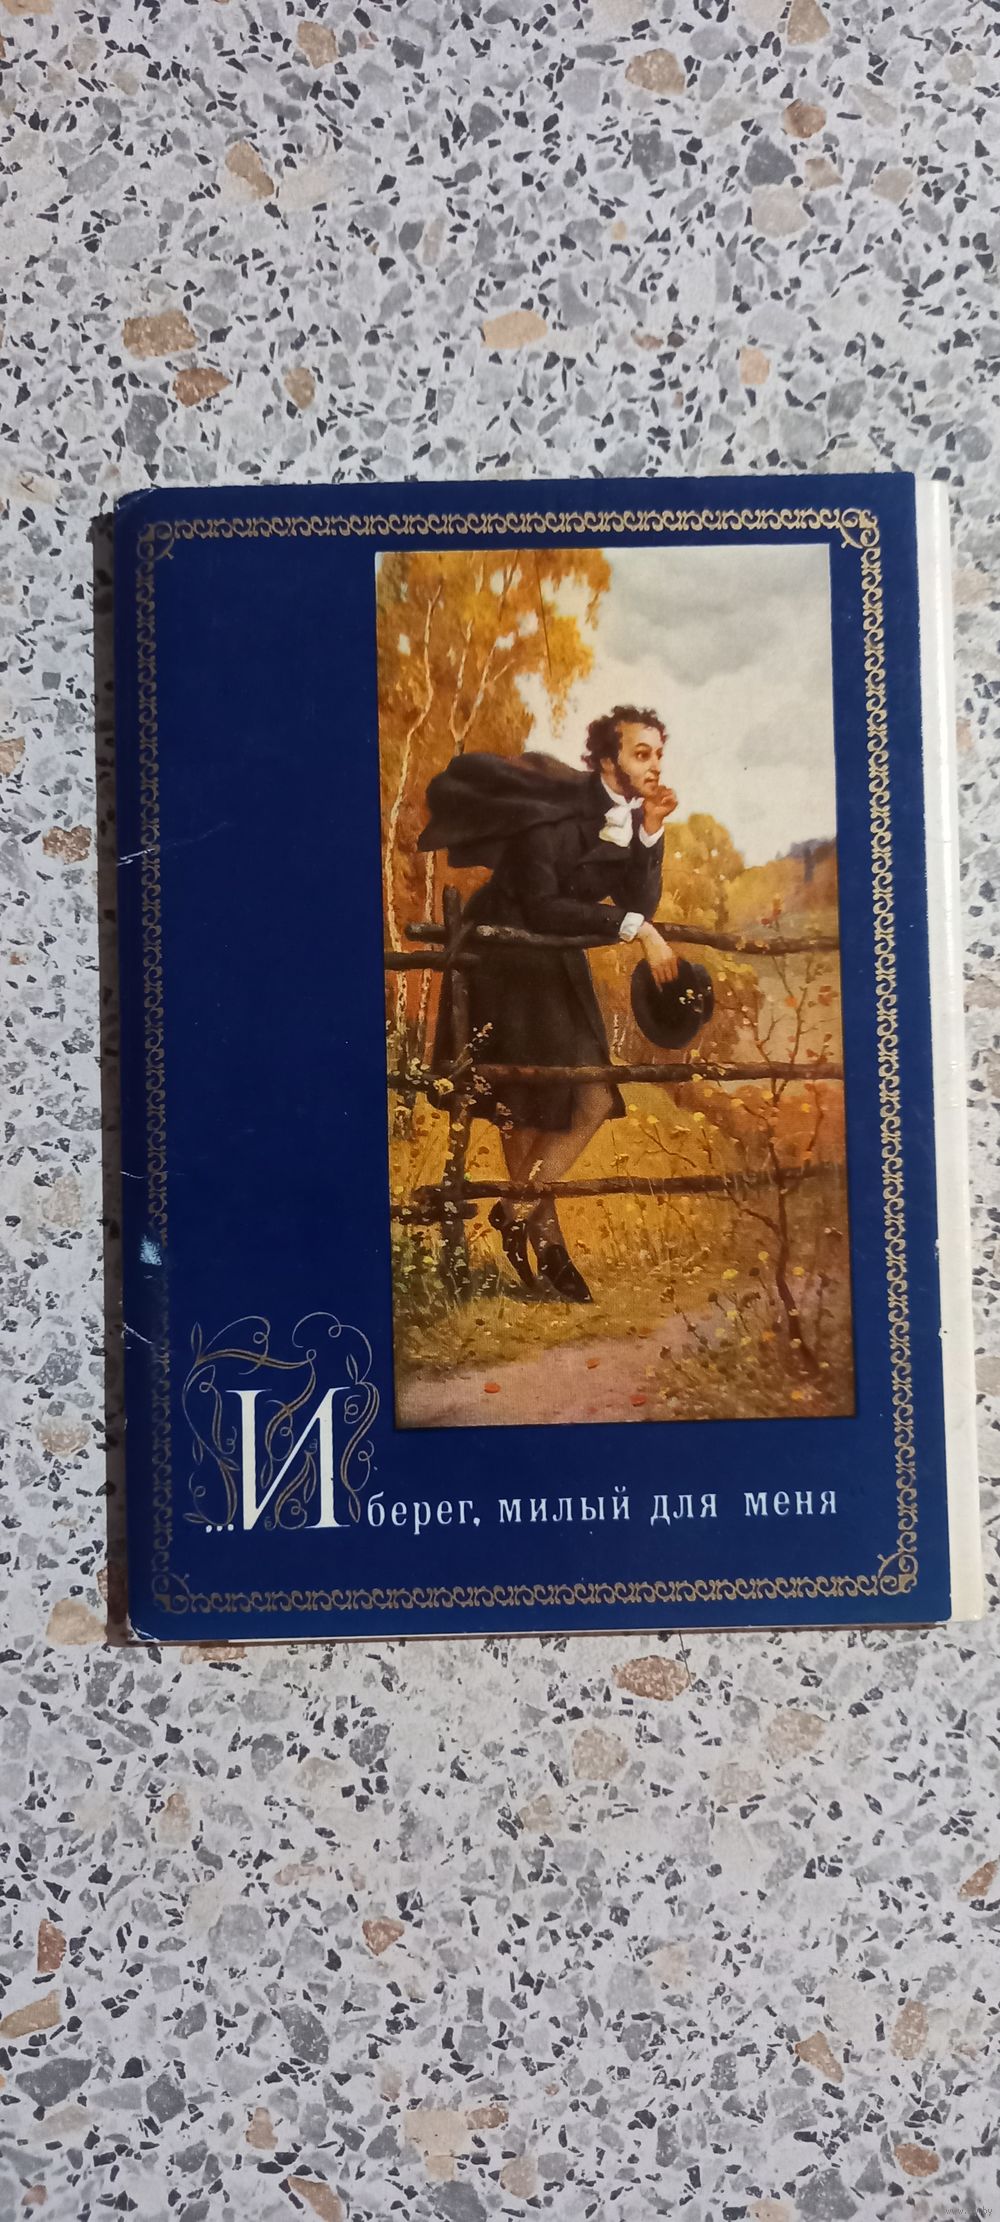 ...И берег, милый для меня